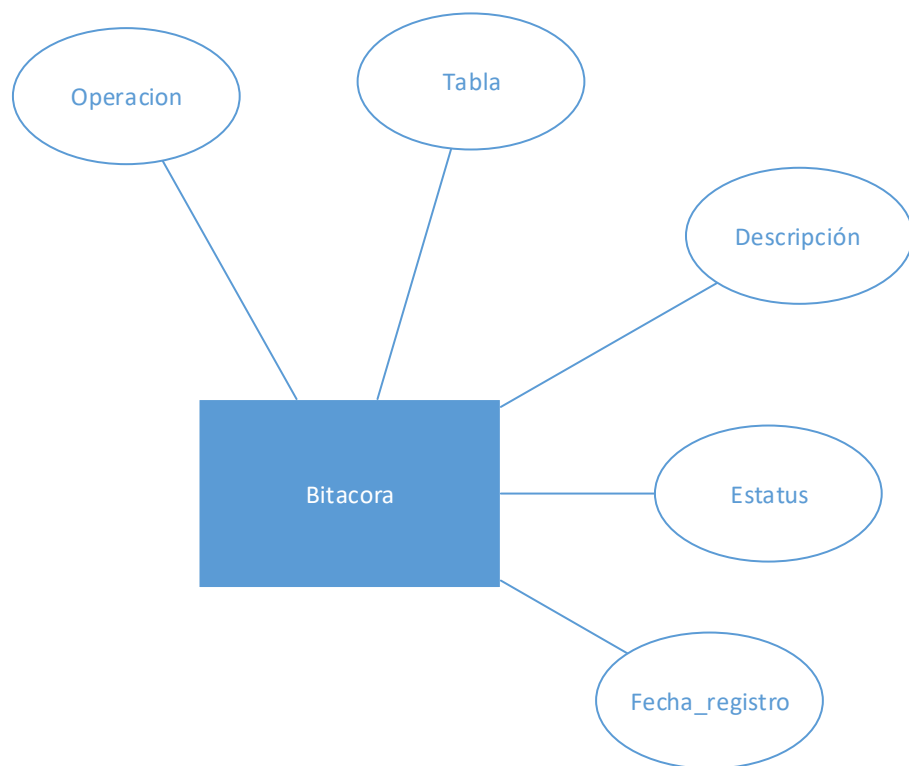 Operacion
Tabla
Descripción
Bitacora
Estatus
Fecha_registro